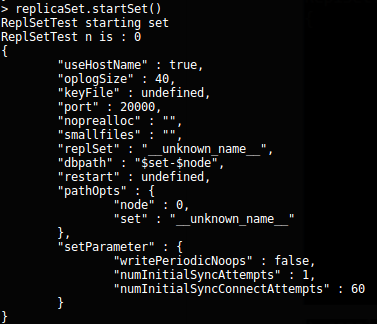 > replicaSet.startSet()
ReplSetTest starting set
ReplSetTest n is : 0
{
        "useHostName" : true,
        "oplogSize" : 40,
        "keyFile" : undefined,
        "port" : 20000,
        "noprealloc" : "",
        "smallfiles" : "",
        "replSet" : "__unknown_name__",
        "dbpath" : "$set-$node",
        "restart" : undefined,
        "pathOpts" : {
                "node" : 0,
                "set" : "__unknown_name__"
        },
        "setParameter" : {
                "writePeriodicNoops" : false,
                "numInitialSyncAttempts" : 1,
                "numInitialSyncConnectAttempts" : 60
        }
}